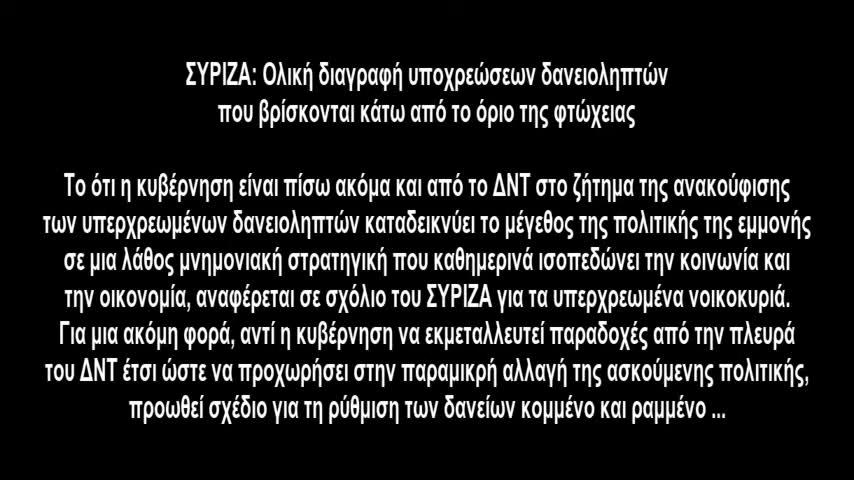 ΣΥΡΙΖΑ: Ολική διαγραφή υποχρεώσεων δανειοληπτών
που βρίσκονται κάτω από το όριο της φτώχειας
Το ότι η κυβέρνηση είναι πίσω ακόμα και από το ΔΝΤ στο ζήτημα της ανακούφισης
των υπερχρεωμένων δανειοληπτών καταδεικνύει το μέγεθος της πολιτικής της εμμονής
σε μια λάθος μνημονιακή στρατηγική που καθημερινά ισοπεδώνει την κοινωνία και
την οικονομία, αναφέρεται σε σχόλιο του ΣΥΡΙΖΑ για τα υπερχρεωμένα νοικοκυριά.
Για μια ακόμη φορά, αντί η κυβέρνηση να εκμεταλλευτεί παραδοχές από την πλευρά
του ΔΝΤ έτσι ώστε να προχωρήσει στην παραμικρή αλλαγή της ασκούμενης πολιτικής,
προωθεί σχέδιο για τη ρύθμιση των δανείων κομμένο και ραμμένο ...